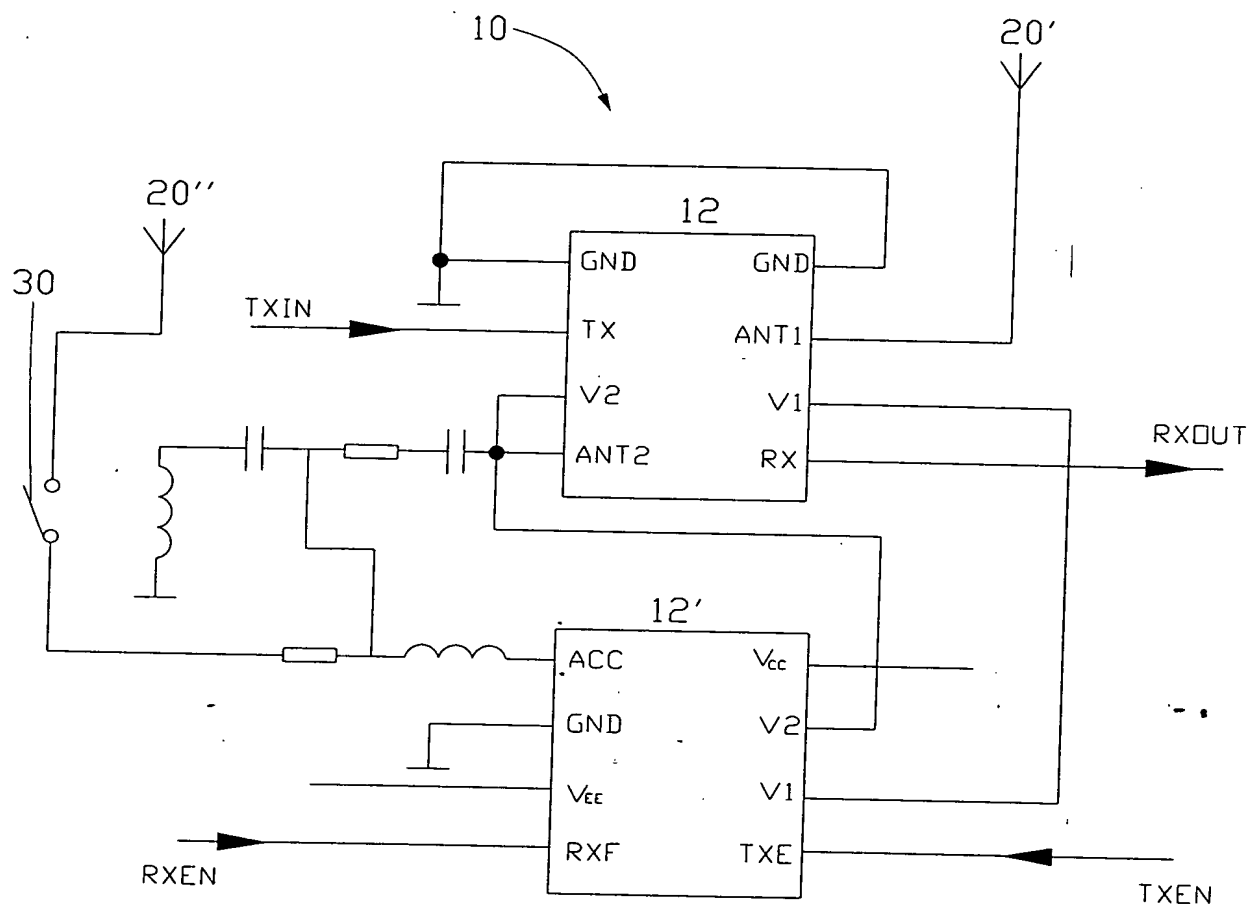 10
20'
20''
12
30
GND
GND
TXIN
TX
ANT1
V2
V1
RXOUT
ANT2
RX
12'
ACC
Vcc
GND
V2
VEE
V1
RXF
TXE
RXEN
TXEN